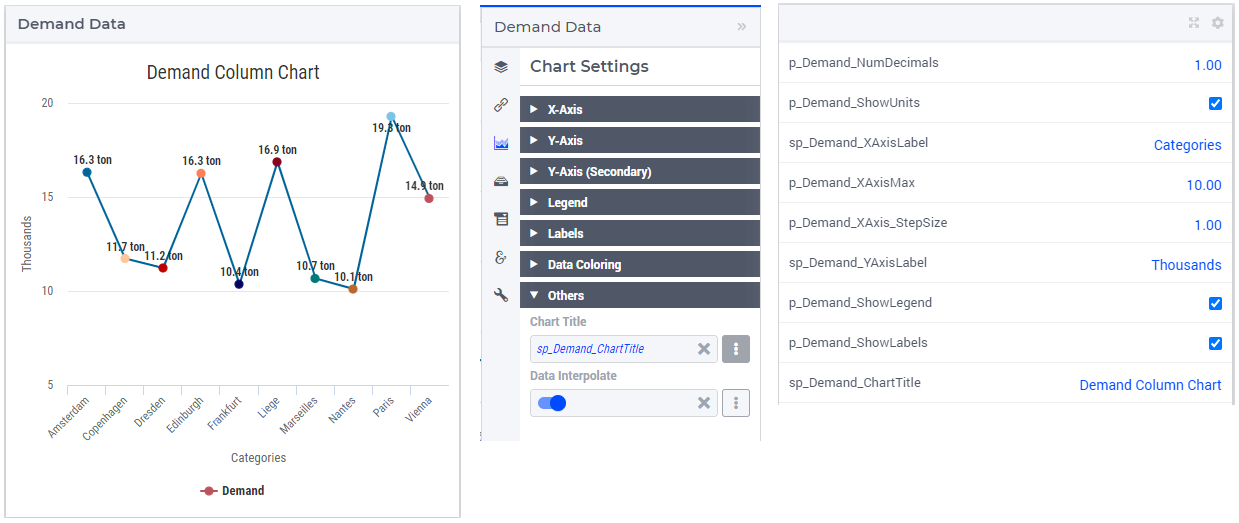 Demand Data
Demand Column Chart
20
15
10
5
Thousands
16.3 ton
11.7 ton
11.2 ton
16.3 ton
10.4 ton
16.9 ton
10.7 ton
10.1 ton
19.3 ton
14.9 ton
Amsterdam
Copenhagen
Dresden
Edinburgh
Frankfurt
Liege
Marseilles
Nantes
Paris
Vienna
Categories
Demand
Demand Data »
Chart Settings
X-Axis
Y-Axis
Y-Axis (Secondary)
Legend
Labels
Data Coloring
Others
Chart Title
sp_Demand_ChartTitle
Data Interpolate
p_Demand_NumDecimals 1.00
p_Demand_ShowUnits
sp_Demand_XAxisLabel Categories
p_Demand_XAxisMax 10.00
p_Demand_XAxis_StepSize 1.00
sp_Demand_YAxisLabel Thousands
p_Demand_ShowLegend
p_Demand_ShowLabels
sp_Demand_ChartTitle Demand Column Chart